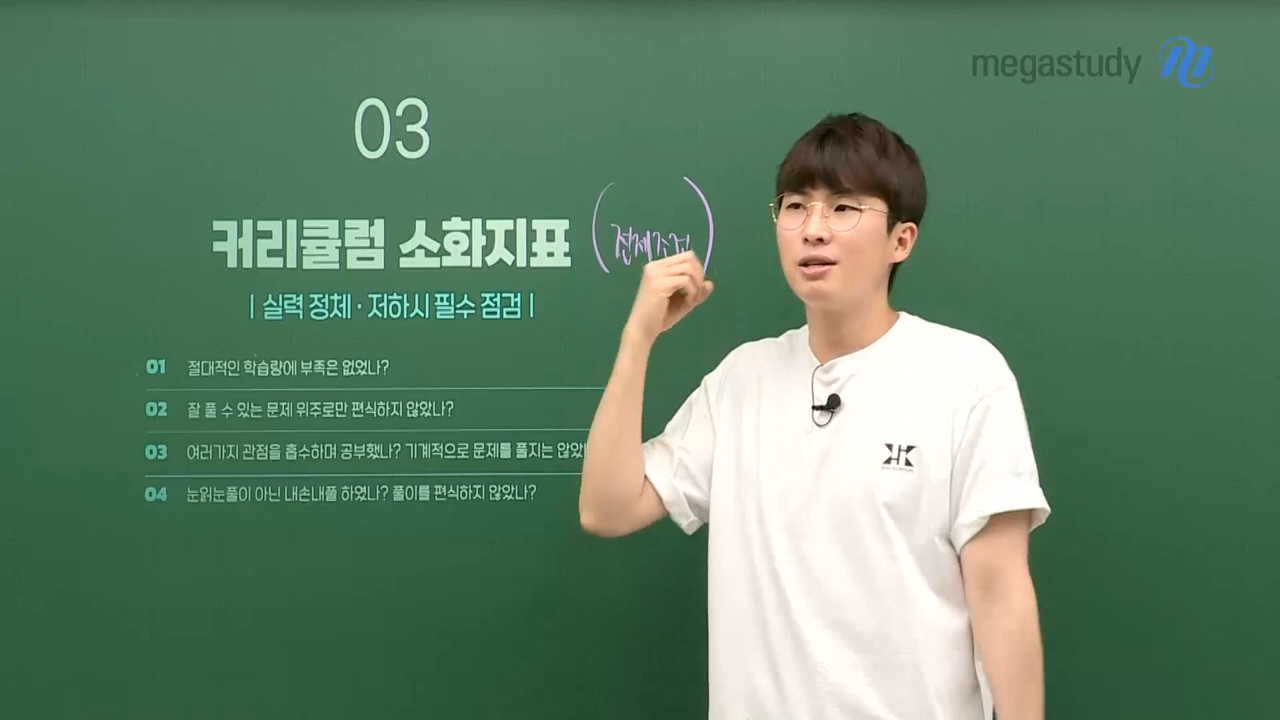 megastudy
03
커리큘럼 소화지표 (전제조건
| 실력 정체 · 저하시 필수 점검 |
01 절대적인 학습량에 부족은 없었나?
02 잘 풀 수 있는 문제 위주로만 편식하지 않았나?
03 여러가지 관점을 흡수하며 공부했나? 기계적으로 문제를 풀지는 않았
04 눈읽눈풀이 아닌 내손내풀 하였나? 풀이를 편식하지 않았나?